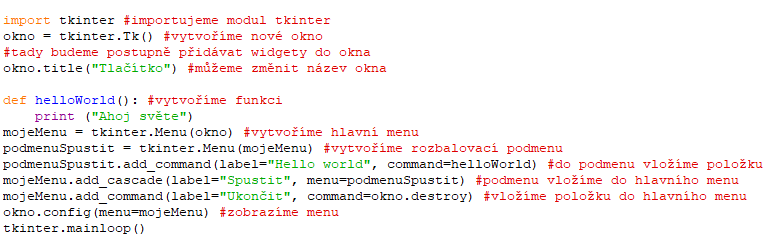 import tkinter #importujeme modul tkinter
okno = tkinter.Tk() #vytvoříme nové okno
#tady budeme postupně přidávat widgety do okna
okno.title("Tlačítko") #můžeme změnit název okna

def helloWorld(): #vytvoříme funkci
    print ("Ahoj světe")
mojeMenu = tkinter.Menu(okno) #vytvoříme hlavní menu
podmenuSpustit = tkinter.Menu(mojeMenu) #vytvoříme rozbalovací podmenu
podmenuSpustit.add_command(label="Hello world", command=helloWorld) #do podmenu vložíme položku
mojeMenu.add_cascade(label="Spustit", menu=podmenuSpustit) #podmenu vložíme do hlavního menu
mojeMenu.add_command(label="Ukončit", command=okno.destroy) #vložíme položku do hlavního menu
okno.config(menu=mojeMenu) #zobrazíme menu
tkinter.mainloop()